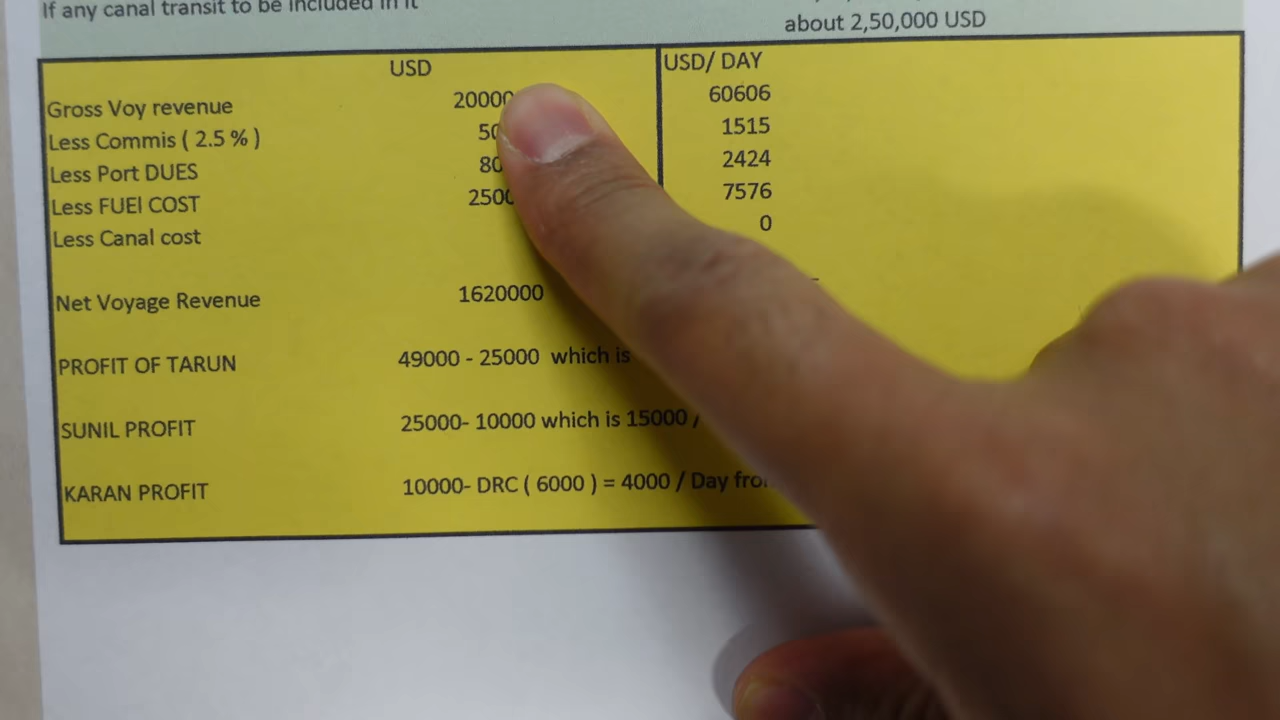 If any canal transit to be included in it
about 2,50,000 USD
USD USD/ DAY
Gross Voy revenue 60606
Less Commis ( 2.5 % ) 1515
Less Port DUES 2424
Less FUEl COST 7576
Less Canal cost 0
Net Voyage Revenue 1620000
PROFIT OF TARUN 49000 - 25000 which is
SUNIL PROFIT 25000- 10000 which is 15000 /
KARAN PROFIT 10000- DRC ( 6000 ) = 4000 / Day